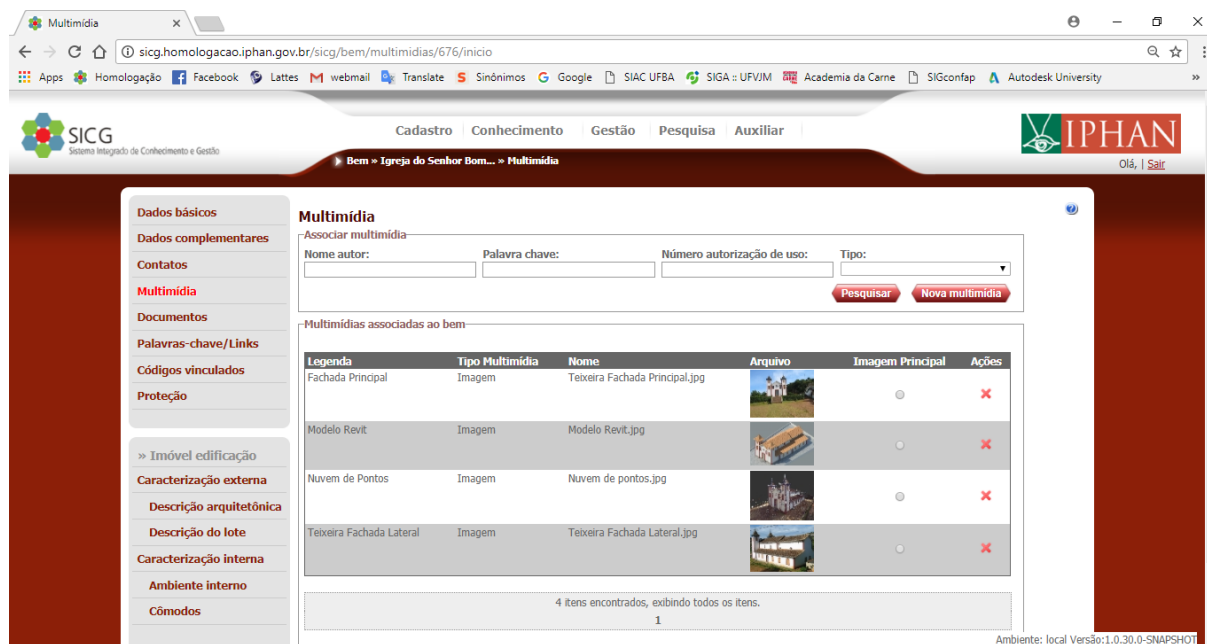 Multimídia
sicg.homologacao.iphan.gov.br/sicg/bem/multimidias/676/inicio
Apps Homologação Facebook Lattes webmail Translate Sinônimos Google SIAC UFBA SIGA :: UFVJM Academia da Carne SIGconfap Autodesk University »
SICG
Sistema Integrado de Conhecimento e Gestão
Cadastro Conhecimento Gestão Pesquisa Auxiliar
IPHAN
Bem » Igreja do Senhor Bom... » Multimídia
Olá, | Sair
Dados básicos
Dados complementares
Contatos
Multimídia
Documentos
Palavras-chave/Links
Códigos vinculados
Proteção
» Imóvel edificação
Caracterização externa
Descrição arquitetônica
Descrição do lote
Caracterização interna
Ambiente interno
Cômodos
Multimídia
Associar multimídia
Nome autor: Palavra chave: Número autorização de uso: Tipo:
Pesquisar Nova multimídia
Multimídias associadas ao bem
Legenda Tipo Multimídia Nome Arquivo Imagem Principal Ações
Fachada Principal Imagem Teixeira Fachada Principal.jpg
Modelo Revit Imagem Modelo Revit.jpg
Nuvem de Pontos Imagem Nuvem de pontos.jpg
Teixeira Fachada Lateral Imagem Teixeira Fachada Lateral.jpg
4 itens encontrados, exibindo todos os itens.
1
Ambiente: local Versão:1.0.30.0-SNAPSHOT